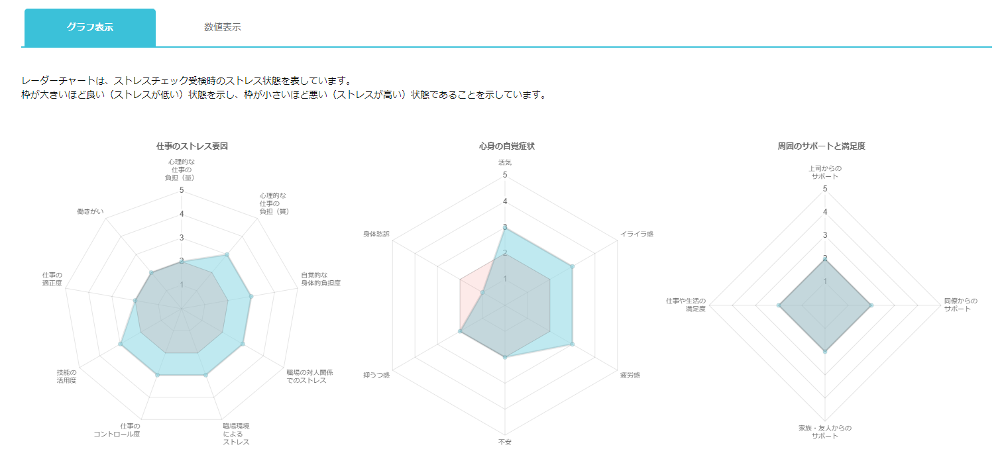 グラフ表示
数値表示
レーダーチャートは、ストレスチェック受検時のストレス状態を表しています。
枠が大きいほど良い（ストレスが低い）状態を示し、枠が小さいほど悪い（ストレスが高い）状態であることを示しています。
仕事のストレス要因
心理的な
仕事の
負担（量）
5
4
3
2
1
心理的な
仕事の
負担（質）
自覚的な
身体的負担度
職場の対人関係
でのストレス
職場環境
による
ストレス
仕事の
コントロール度
技能の
活用度
仕事の
適正度
働きがい
心身の自覚症状
活気
5
4
3
2
1
イライラ感
疲労感
不安
抑うつ感
身体愁訴
周囲のサポートと満足度
上司からの
サポート
5
4
3
2
1
同僚からの
サポート
家族・友人からの
サポート
仕事や生活の
満足度